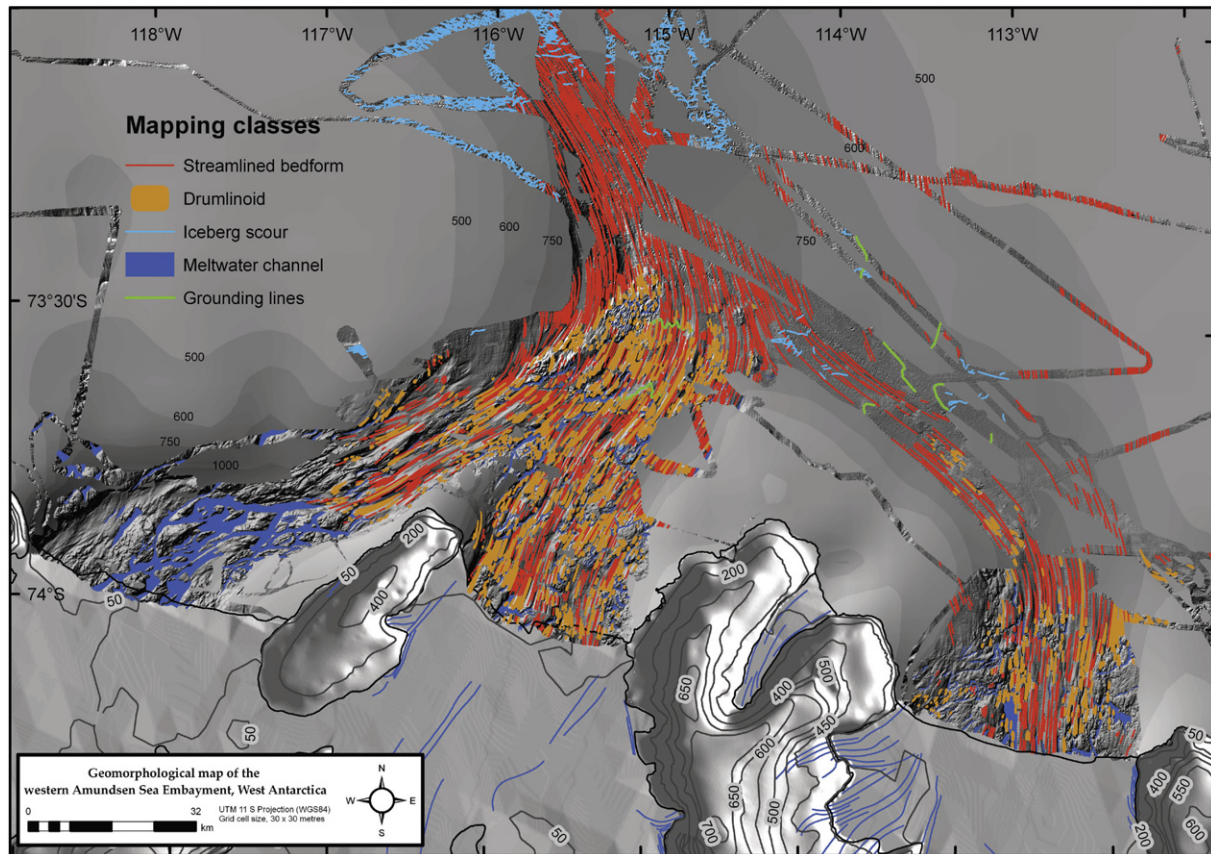 118°W 117°W 116°W 115°W 114°W 113°W
500
600
Mapping classes
Streamlined bedform
Drumlinoid
Iceberg scour
Meltwater channel
Grounding lines
500
600
750
750
73°30'S
500
600
750
1000
200
50
400
74°S
50
200
650
400
500
450
600
650
500
700
50
50
50
50
400
550
200
600
Geomorphological map of the
western Amundsen Sea Embayment, West Antarctica
0 32
km
UTM 11 S Projection (WGS84)
Grid cell size, 30 x 30 metres
N
W E
S